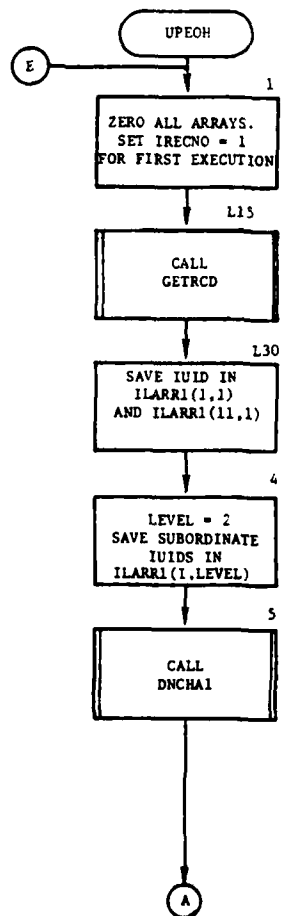 UPEOH
E
1
ZERO ALL ARRAYS.
SET IRECNO = 1
FOR FIRST EXECUTION
L15
CALL
GETRCD
L30
SAVE IUID IN
ILARR1(1,1)
AND ILARR1(11,1)
4
LEVEL = 2
SAVE SUBORDINATE
IUIDS IN
ILARR1(I,LEVEL)
5
CALL
DNCHA1
A